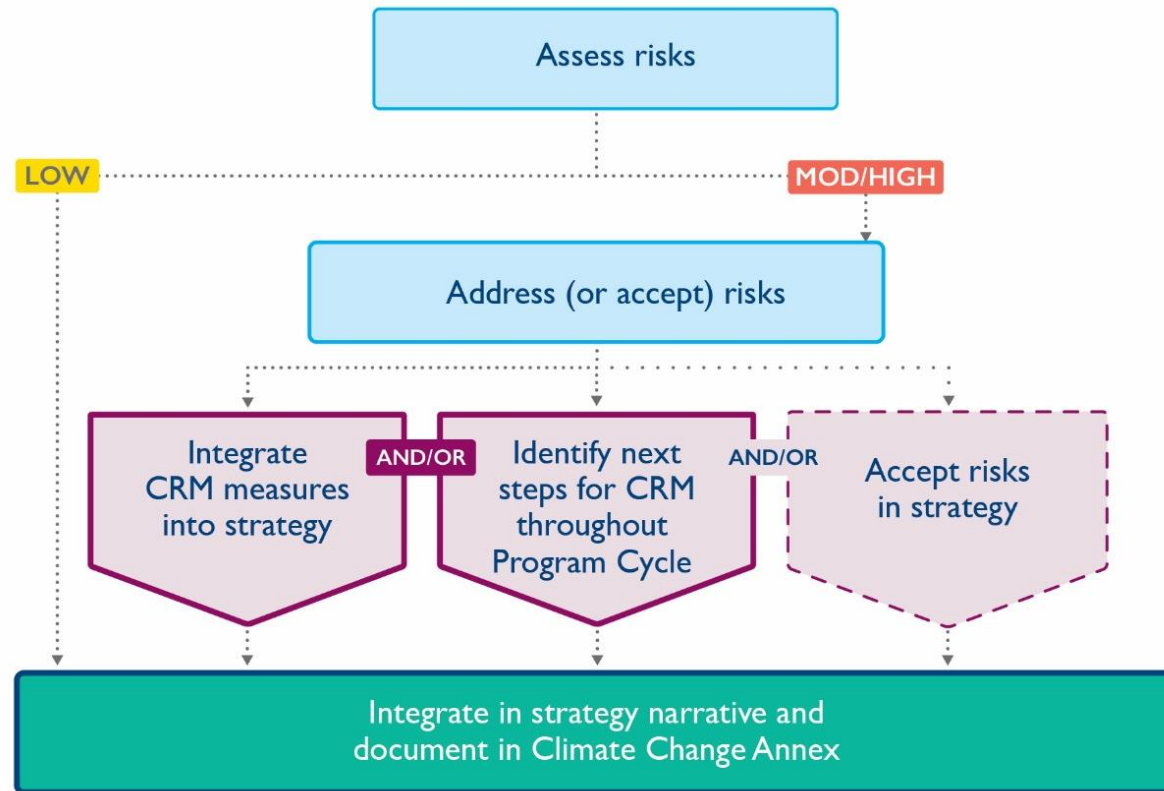 Assess risks
LOW
MOD/HIGH
Address (or accept) risks
Integrate
CRM measures
into strategy
AND/OR
Identify next
steps for CRM
throughout
Program Cycle
AND/OR
Accept risks
in strategy
Integrate in strategy narrative and
document in Climate Change Annex